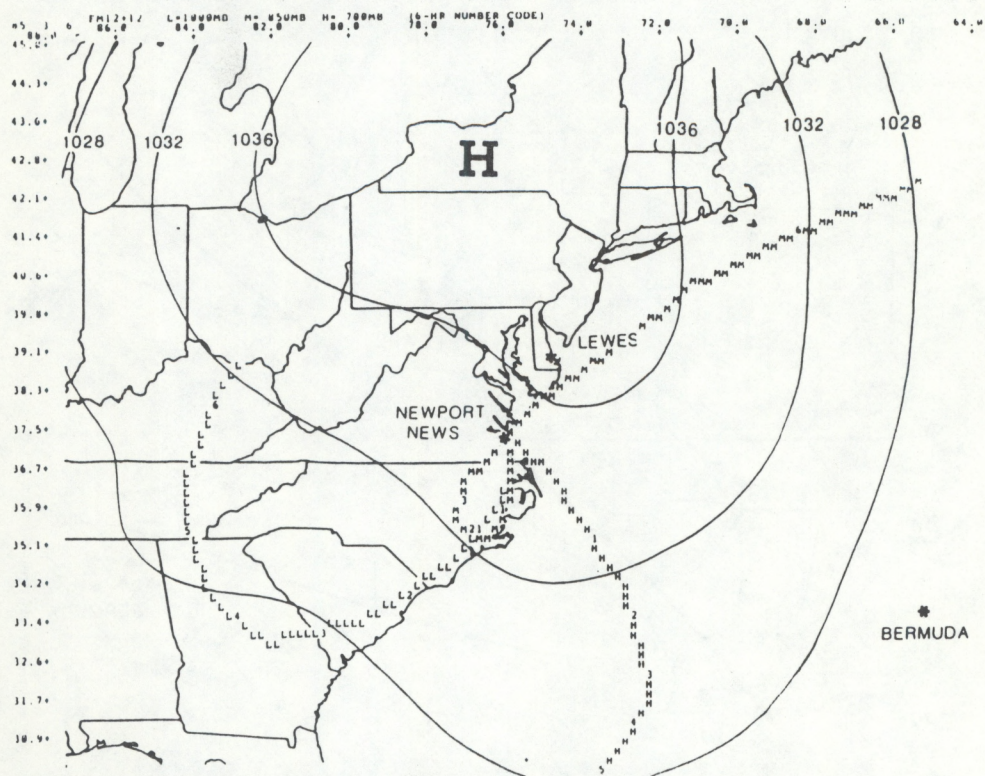 FM12+12 L=1000MB M= 850MB H= 700MB (6-HR NUMBER CODE)
88.0 86.0 84.0 82.0 80.0 78.0 76.0 74.0 72.0 70.0 68.0 66.0 64.0
45.0+
44.3+
43.6+
1028 1032 1036 H 1036 1032 1028
42.8+
42.1+
41.4+
40.6+
39.8+
39.1+
LEWES
38.3+
NEWPORT
NEWS
37.5+
36.7+
35.9+
35.1+
34.2+
33.4+
BERMUDA
32.6+
31.7+
30.9+